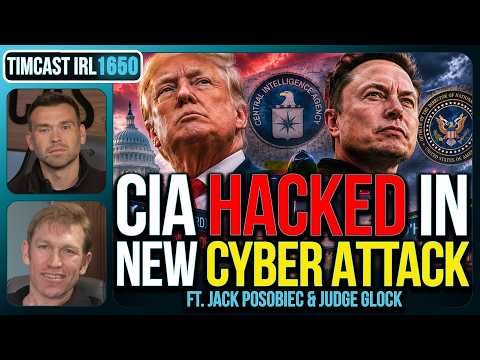 TIMCAST IRL 1650
CENTRAL INTELLIGENCE AGENCY
CIA HACKED IN
NEW CYBER ATTACK
FT. JACK POSOBIEC & JUDGE GLOCK